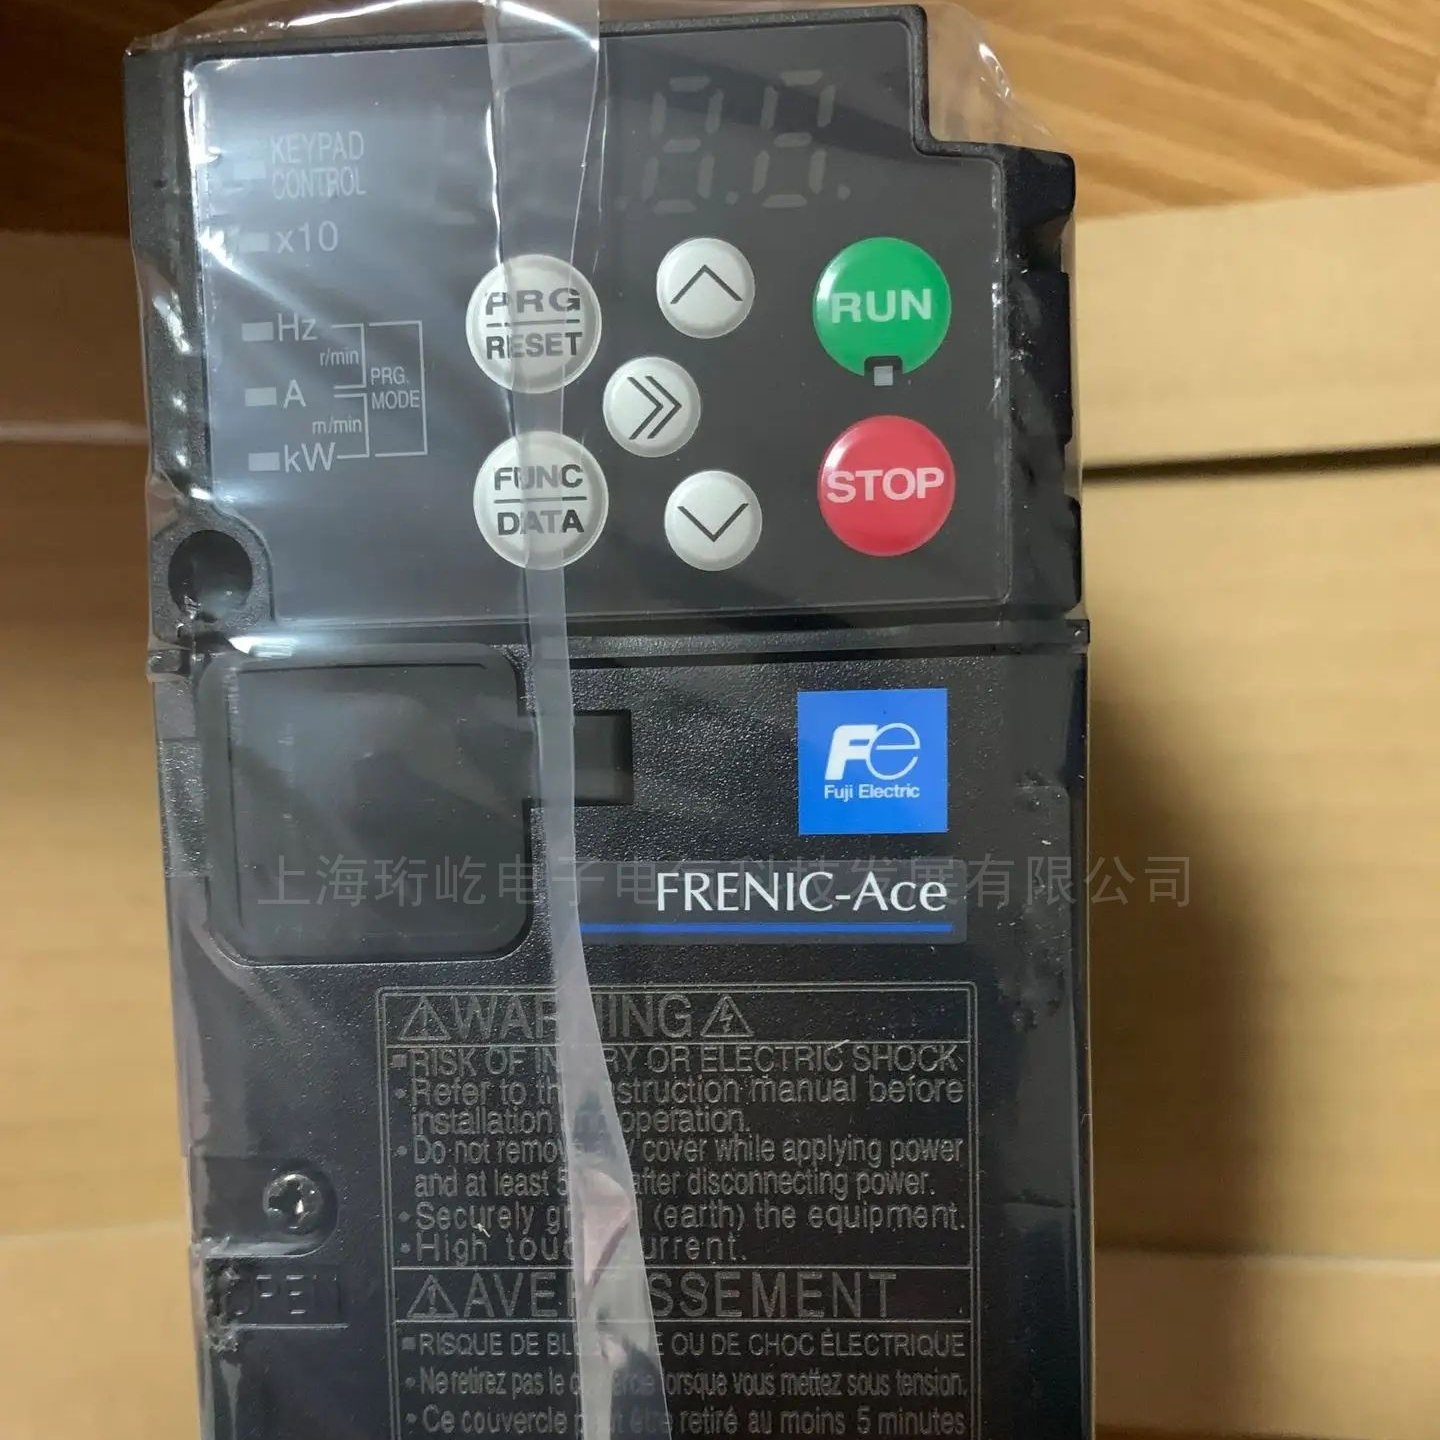 KEYPAD
CONTROL
x10
Hz
r/min
A
m/min
kW
PRG.
MODE
PRG
RESET
FUNC
DATA
RUN
STOP
Fe
Fuji Electric
上海珩屹电子电气科技发展有限公司
FRENIC-Ace
WARNING
RISK OF INJURY OR ELECTRIC SHOCK
• Refer to the instruction manual before
installation and operation.
• Do not remove any cover while applying power
and at least 5 after disconnecting power.
• Securely ground (earth) the equipment.
• High touch current.
OPEN
AVERTISSEMENT
RISQUE DE BLESSURE OU DE CHOC ÉLECTRIQUE
• Ne retirez pas le couvercle lorsque vous mettez sous tension.
• Ce couvercle peut être retiré au moins 5 minutes